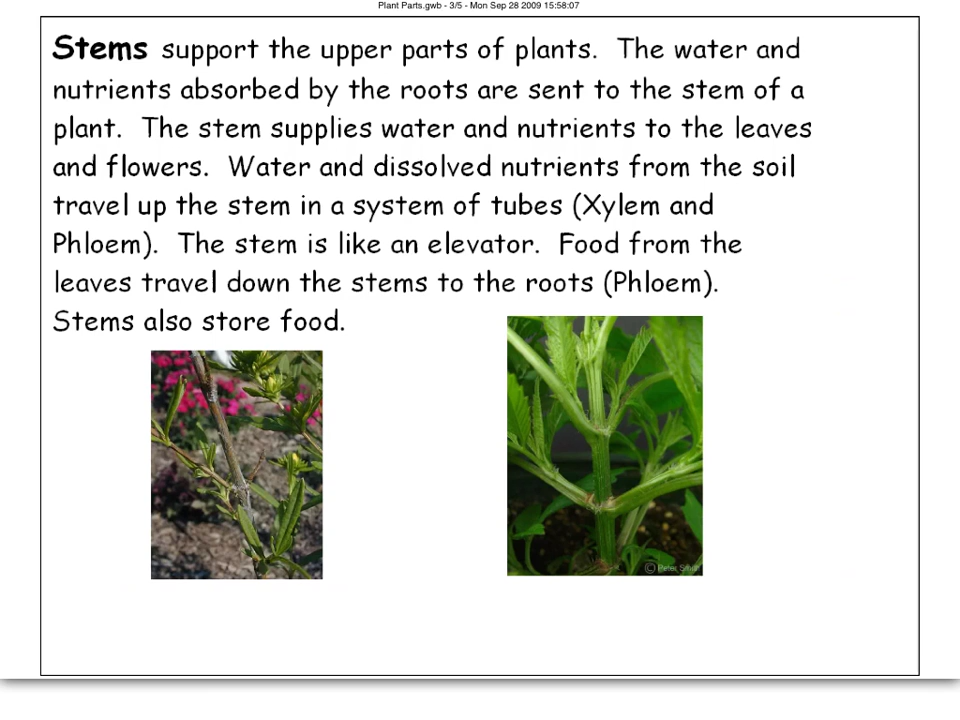 Plant Parts.gwb - 3/5 - Mon Sep 28 2009 15:58:07
Stems support the upper parts of plants. The water and
nutrients absorbed by the roots are sent to the stem of a
plant. The stem supplies water and nutrients to the leaves
and flowers. Water and dissolved nutrients from the soil
travel up the stem in a system of tubes (Xylem and
Phloem). The stem is like an elevator. Food from the
leaves travel down the stems to the roots (Phloem).
Stems also store food.
© Peter